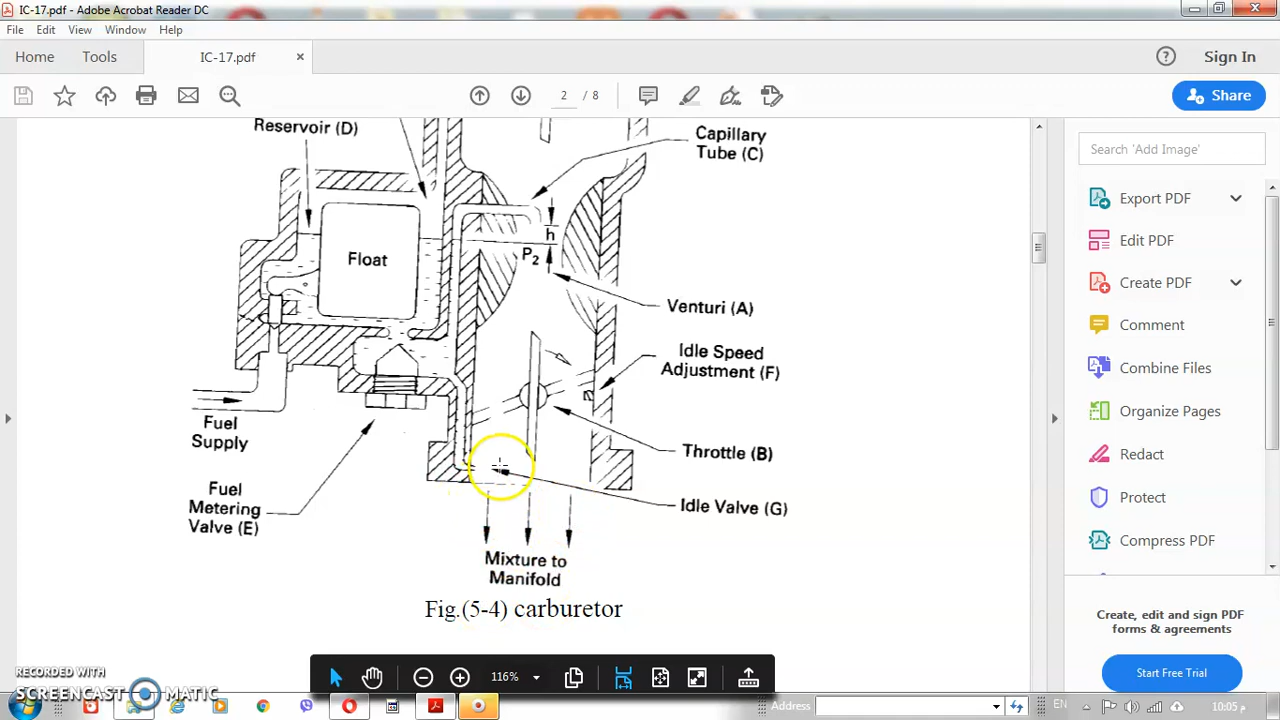 IC-17.pdf - Adobe Acrobat Reader DC
File Edit View Window Help
Home Tools IC-17.pdf × ? Sign In
2 / 8 Share
Reservoir (D)
Capillary
Tube (C)
Float
h
P2
Venturi (A)
Idle Speed
Adjustment (F)
Fuel
Supply
Throttle (B)
Fuel
Metering
Valve (E)
Idle Valve (G)
Mixture to
Manifold
Fig.(5-4) carburetor
Search 'Add Image'
Export PDF
Edit PDF
Create PDF
Comment
Combine Files
Organize Pages
Redact
Protect
Compress PDF
Create, edit and sign PDF
forms & agreements
Start Free Trial
116%
RECORDED WITH
SCREENCAST MATIC
Address EN 10:05 م